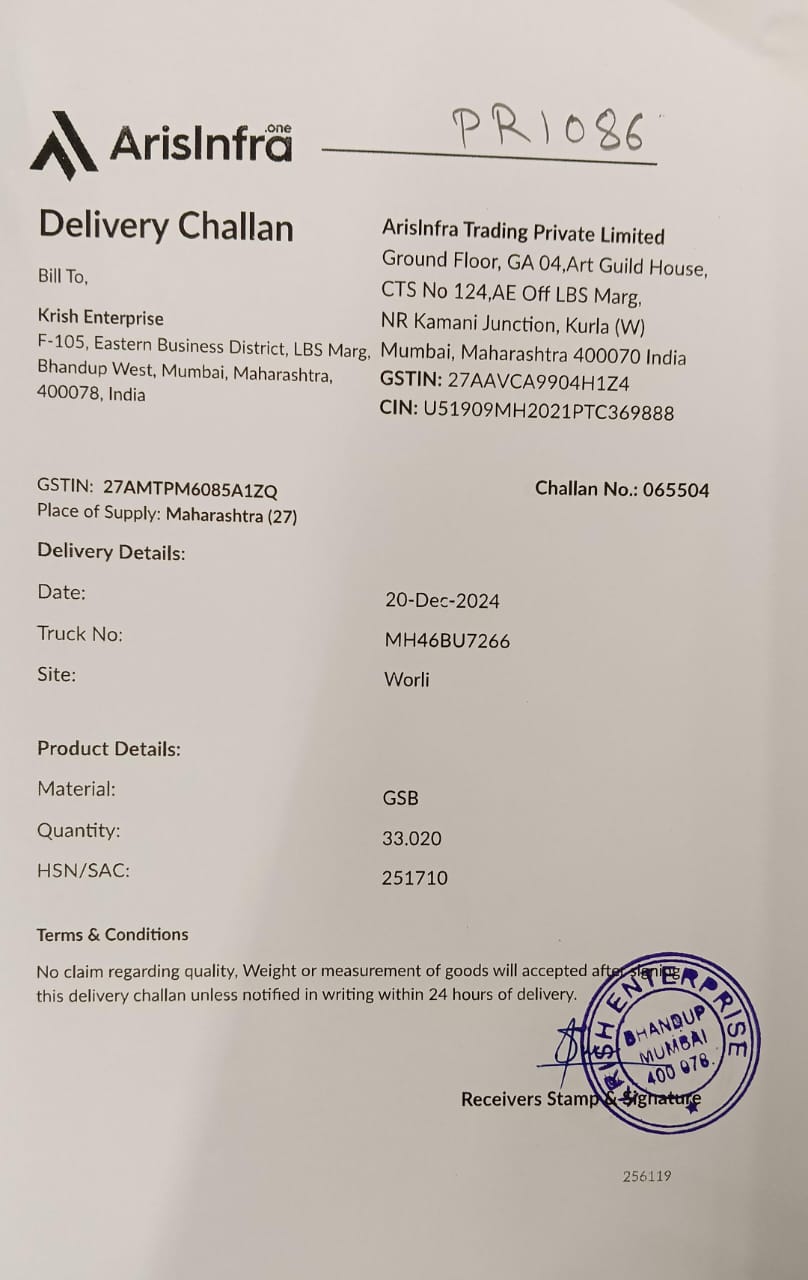 ArisInfra
.one
PR1086
Delivery Challan
Bill To,
Krish Enterprise
F-105, Eastern Business District, LBS Marg,
Bhandup West, Mumbai, Maharashtra,
400078, India
ArisInfra Trading Private Limited
Ground Floor, GA 04,Art Guild House,
CTS No 124,AE Off LBS Marg,
NR Kamani Junction, Kurla (W)
Mumbai, Maharashtra 400070 India
GSTIN: 27AAVCA9904H1Z4
CIN: U51909MH2021PTC369888
GSTIN: 27AMTPM6085A1ZQ
Place of Supply: Maharashtra (27)
Challan No.: 065504
Delivery Details:
Date: 20-Dec-2024
Truck No: MH46BU7266
Site: Worli
Product Details:
Material: GSB
Quantity: 33.020
HSN/SAC: 251710
Terms & Conditions
No claim regarding quality, Weight or measurement of goods will accepted after signing
this delivery challan unless notified in writing within 24 hours of delivery.
KRISH ENTERPRISE
BHANDUP
MUMBAI
400 078.
Receivers Stamp & Signature
256119